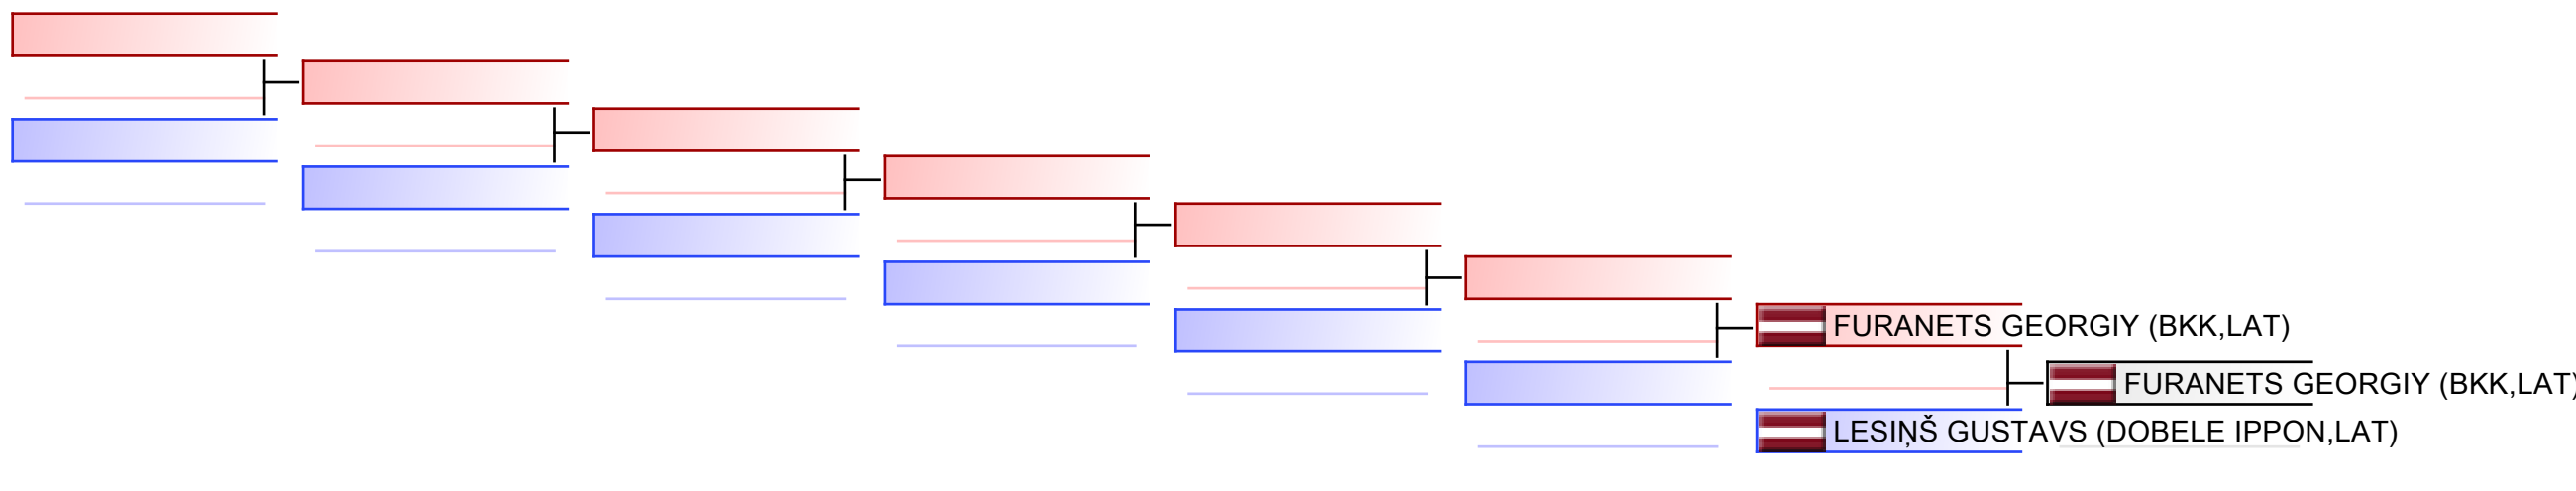 FURANETS GEORGIY (BKK,LAT)
FURANETS GEORGIY (BKK,LAT)
LESIŅŠ GUSTAVS (DOBELE IPPON,LAT)